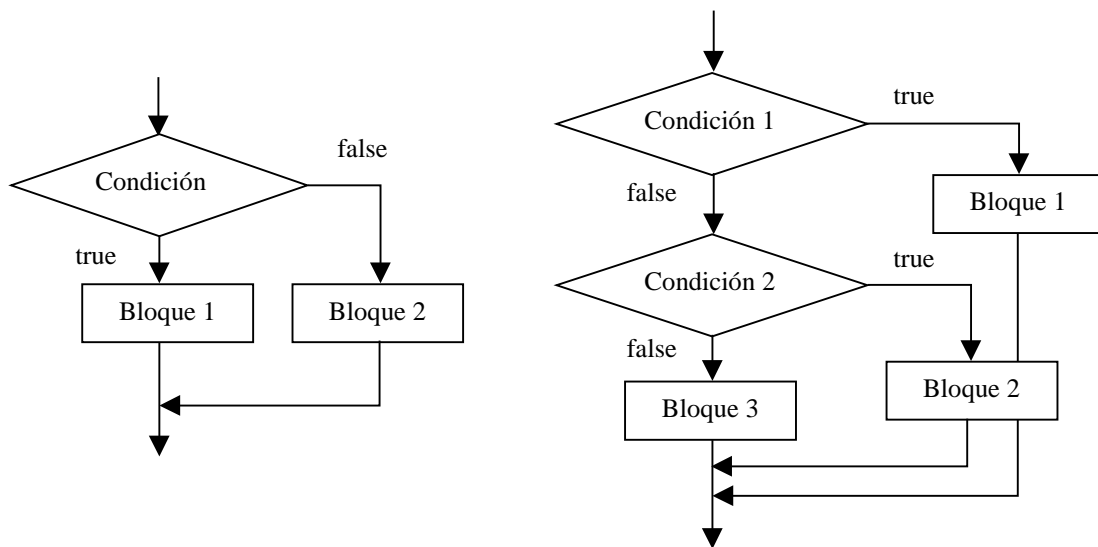 Condición
false
true
Bloque 1
Bloque 2
Condición 1
true
false
Bloque 1
Condición 2
true
false
Bloque 2
Bloque 3